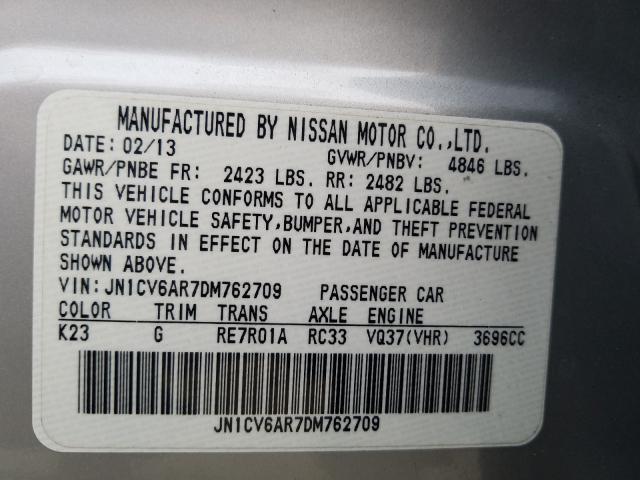 MANUFACTURED BY NISSAN MOTOR CO.,LTD.
DATE: 02/13 GVWR/PNBV: 4846 LBS.
GAWR/PNBE FR: 2423 LBS. RR: 2482 LBS.
THIS VEHICLE CONFORMS TO ALL APPLICABLE FEDERAL
MOTOR VEHICLE SAFETY,BUMPER,AND THEFT PREVENTION
STANDARDS IN EFFECT ON THE DATE OF MANUFACTURE
SHOWN ABOVE.
VIN:JN1CV6AR7DM762709 PASSENGER CAR
COLOR TRIM TRANS AXLE ENGINE
K23 G RE7R01A RC33 VQ37(VHR) 3696CC
JN1CV6AR7DM762709